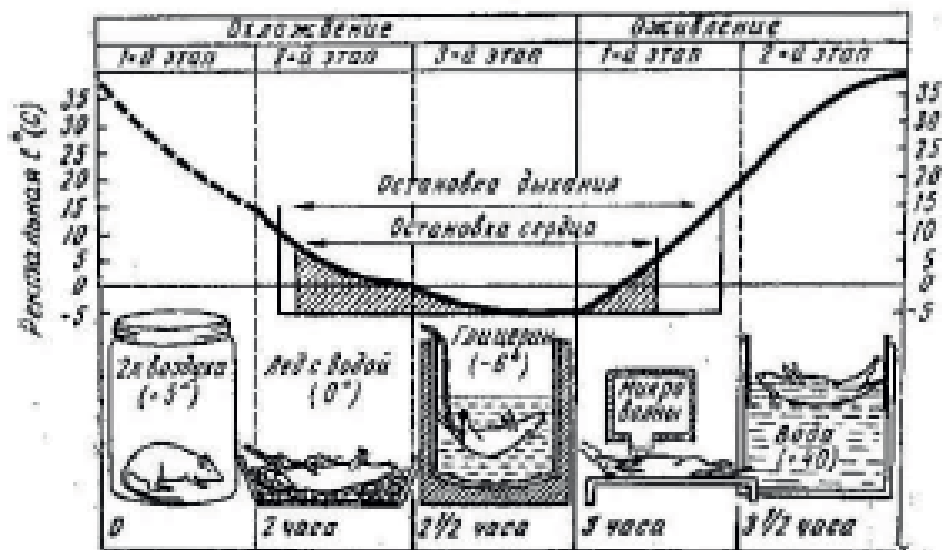 Охлаждение
Оживление
1=й этап
2=й этап
3=й этап
1=й этап
2=й этап
Ректальная t°(C)
35
30
25
20
15
10
5
0
-5
35
30
25
20
15
10
5
0
-5
Остановка дыхания
Остановка сердца
2л воздуха
Лед с водой
(0°)
Глицерин
Микро
волны
Вода
0
2 часа
2 1/2 часа
3 часа
3 1/2 часа